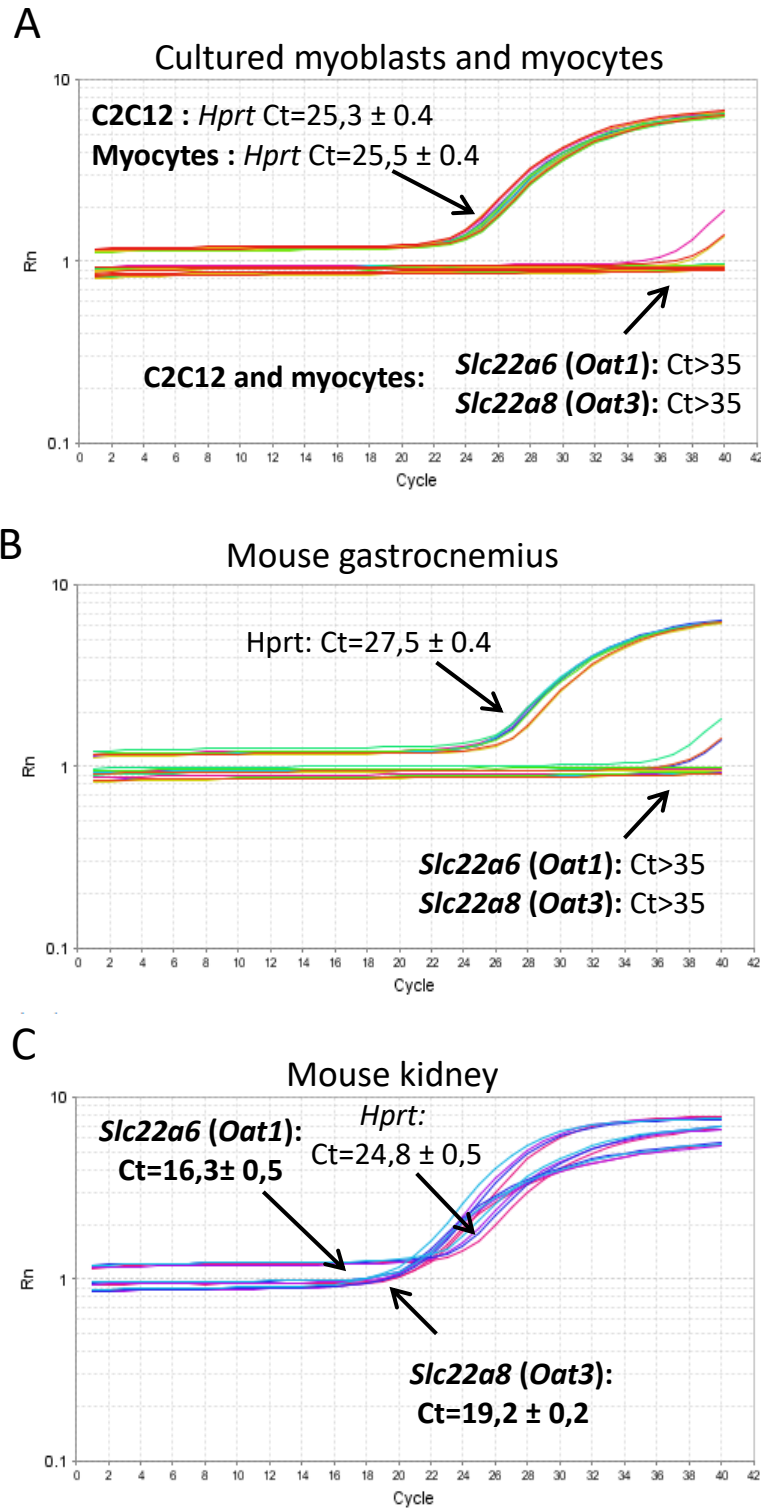 A
Cultured myoblasts and myocytes
10
C2C12 : Hprt Ct=25,3 ± 0.4
Myocytes : Hprt Ct=25,5 ± 0.4
Rn
1
C2C12 and myocytes:
Slc22a6 (Oat1): Ct>35
Slc22a8 (Oat3): Ct>35
0.1
0 2 4 6 8 10 12 14 16 18 20 22 24 26 28 30 32 34 36 38 40 42
Cycle
B
Mouse gastrocnemius
10
Hprt: Ct=27,5 ± 0.4
Rn
1
Slc22a6 (Oat1): Ct>35
Slc22a8 (Oat3): Ct>35
0.1
0 2 4 6 8 10 12 14 16 18 20 22 24 26 28 30 32 34 36 38 40 42
Cycle
C
Mouse kidney
10
Slc22a6 (Oat1):
Ct=16,3± 0,5
Hprt:
Ct=24,8 ± 0,5
Rn
1
Slc22a8 (Oat3):
Ct=19,2 ± 0,2
0.1
0 2 4 6 8 10 12 14 16 18 20 22 24 26 28 30 32 34 36 38 40 42
Cycle